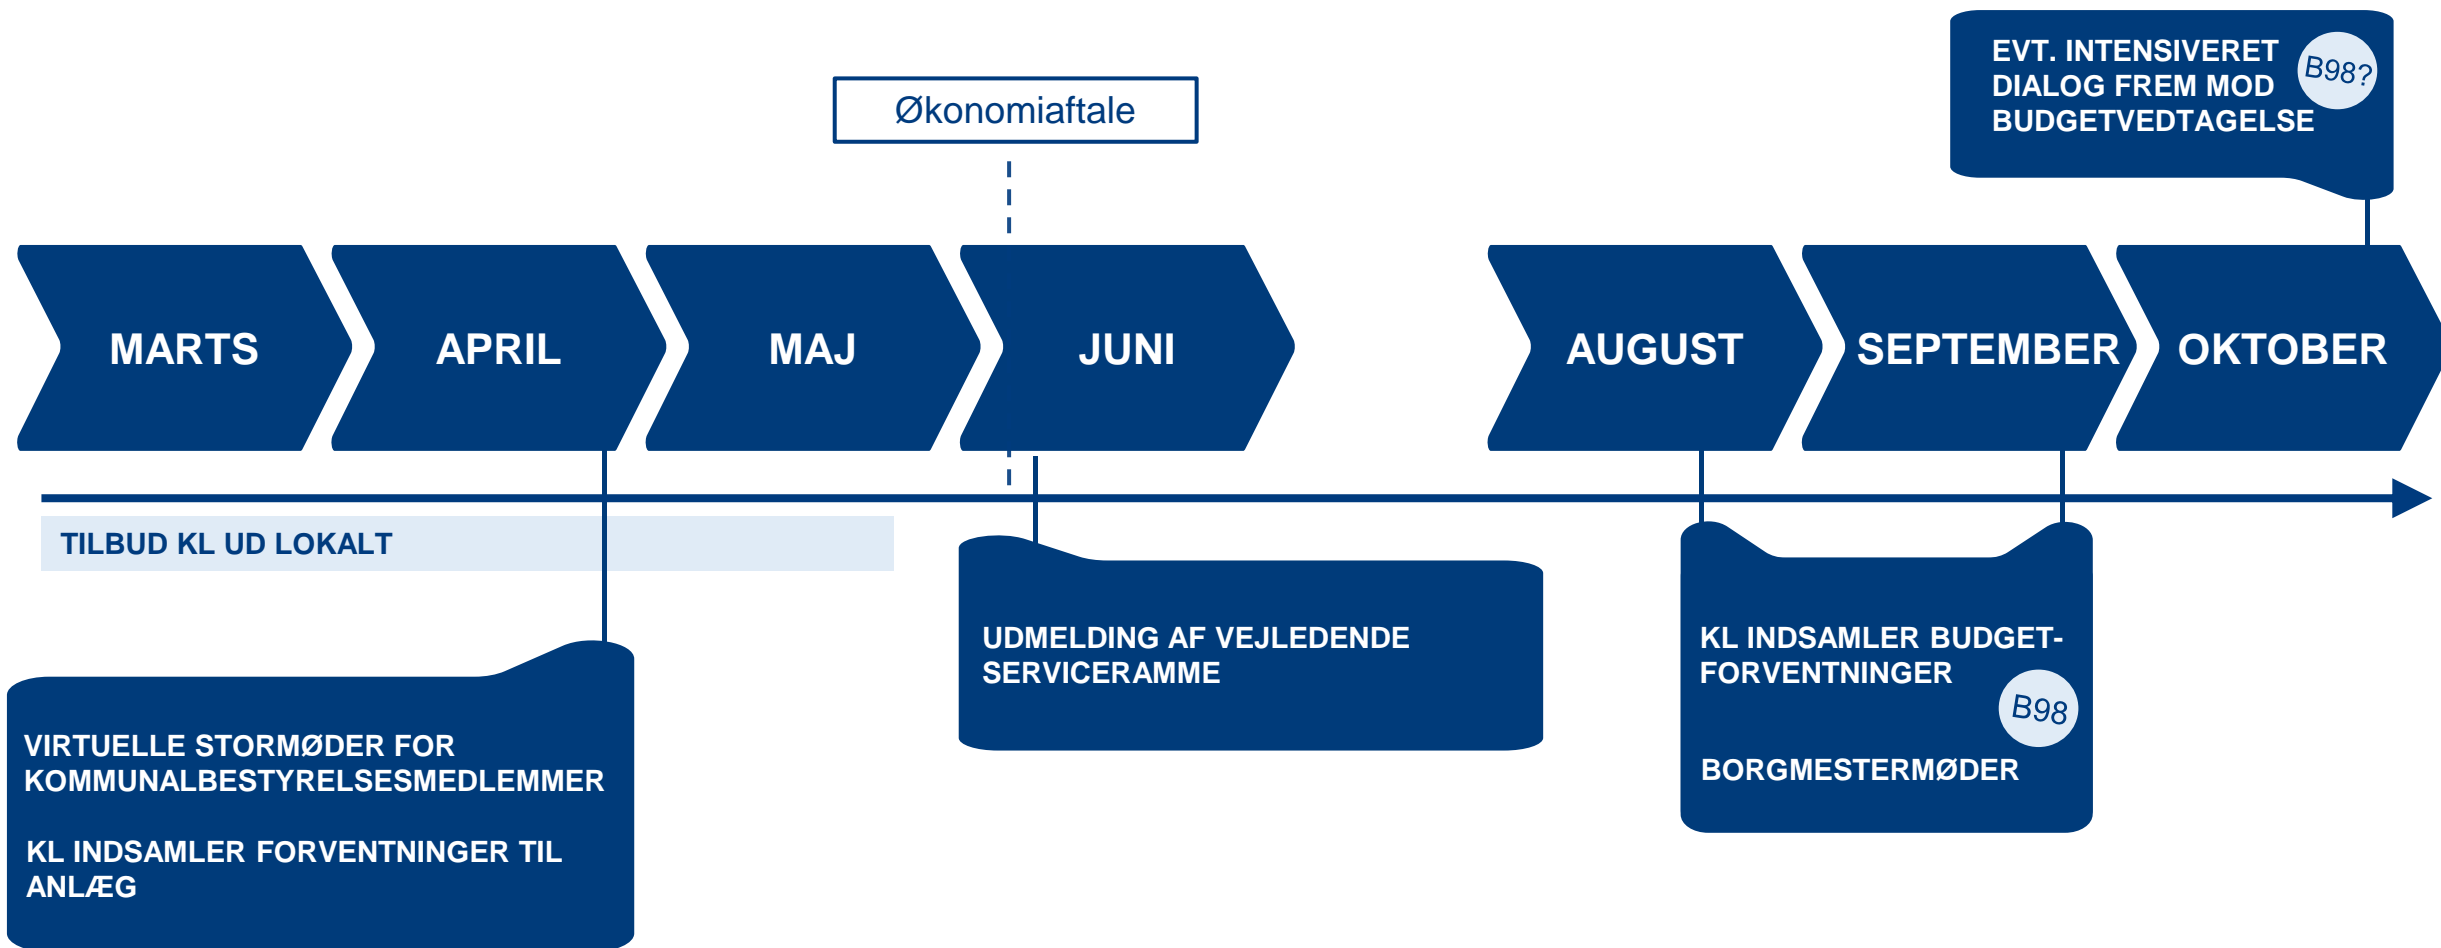 EVT. INTENSIVERET
DIALOG FREM MOD
BUDGETVEDTAGELSE
B98?
Økonomiaftale
MARTS
APRIL
MAJ
JUNI
AUGUST
SEPTEMBER
OKTOBER
TILBUD KL UD LOKALT
VIRTUELLE STORMØDER FOR
KOMMUNALBESTYRELSESMEDLEMMER
KL INDSAMLER FORVENTNINGER TIL
ANLÆG
UDMELDING AF VEJLEDENDE
SERVICERAMME
KL INDSAMLER BUDGET-
FORVENTNINGER
B98
BORGMESTERMØDER